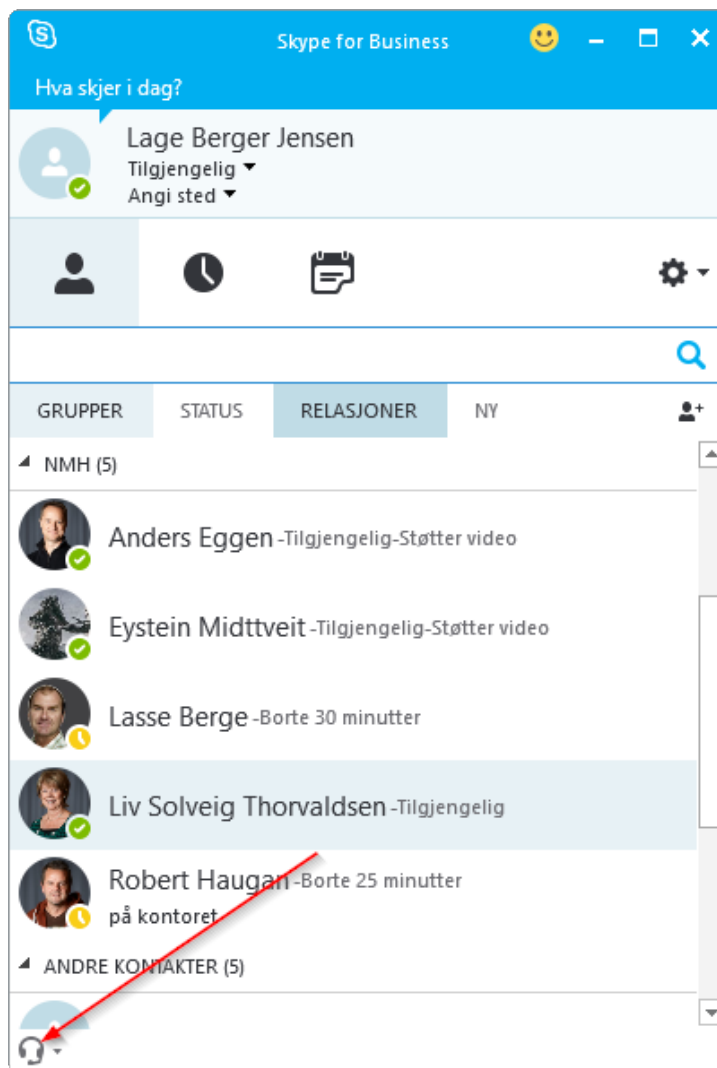 Skype for Business
Hva skjer i dag?
Lage Berger Jensen
Tilgjengelig
Angi sted
GRUPPER STATUS RELASJONER NY
NMH (5)
Anders Eggen -Tilgjengelig-Støtter video
Eystein Midttveit -Tilgjengelig-Støtter video
Lasse Berge -Borte 30 minutter
Liv Solveig Thorvaldsen -Tilgjengelig
Robert Haugan -Borte 25 minutter
på kontoret
ANDRE KONTAKTER (5)